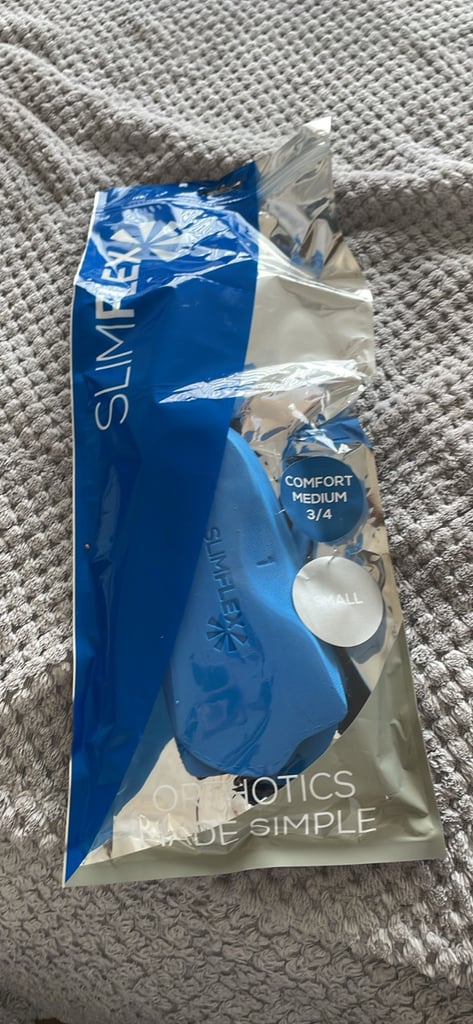 SLIMFLEX
COMFORT
MEDIUM
3/4
SMALL
SLIMFLEX
ORTHOTICS
MADE SIMPLE